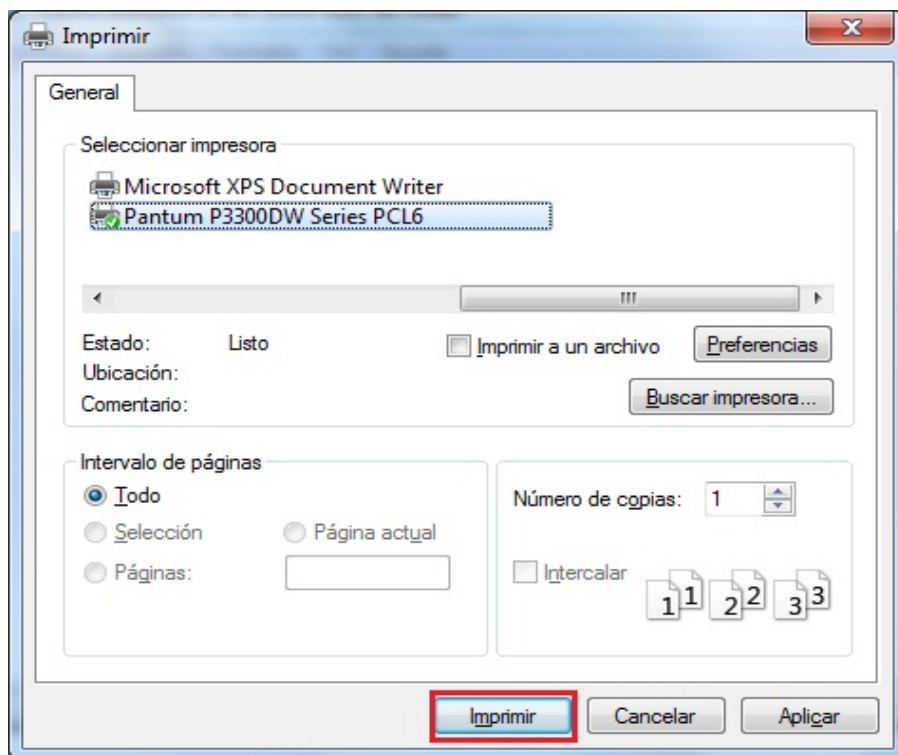 Imprimir
General
Seleccionar impresora
Microsoft XPS Document Writer
Pantum P3300DW Series PCL6
Estado: Listo
Imprimir a un archivo
Preferencias
Ubicación:
Comentario:
Buscar impresora...
Intervalo de páginas
Todo
Selección
Página actual
Páginas:
Número de copias: 1
Intercalar
1 1 2 2 3 3
Imprimir
Cancelar
Aplicar